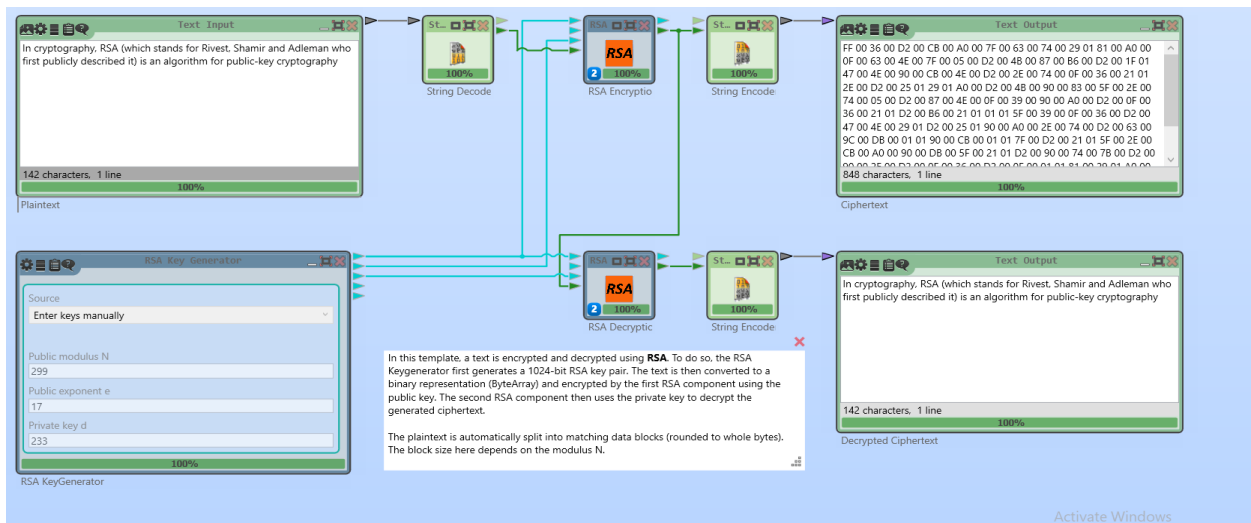 Text Input
In cryptography, RSA (which stands for Rivest, Shamir and Adleman who
first publicly described it) is an algorithm for public-key cryptography
142 characters, 1 line
100%
Plaintext
St...
100%
String Decode
RSA
RSA
2 100%
RSA Encryptio
St...
100%
String Encode
Text Output
FF 00 36 00 D2 00 CB 00 A0 00 7F 00 63 00 74 00 29 01 81 00 A0 00
0F 00 63 00 4E 00 7F 00 05 00 D2 00 4B 00 87 00 B6 00 D2 00 1F 01
47 00 4E 00 90 00 CB 00 4E 00 D2 00 2E 00 74 00 0F 00 36 00 21 01
2E 00 D2 00 25 01 29 01 A0 00 D2 00 4B 00 90 00 83 00 5F 00 2E 00
74 00 05 00 D2 00 87 00 4E 00 0F 00 39 00 90 00 A0 00 D2 00 0F 00
36 00 21 01 D2 00 B6 00 21 01 01 01 5F 00 39 00 0F 00 36 00 D2 00
47 00 4E 00 29 01 D2 00 25 01 90 00 A0 00 2E 00 74 00 D2 00 63 00
9C 00 DB 00 01 01 90 00 CB 00 01 01 7F 00 D2 00 21 01 5F 00 2E 00
CB 00 A0 00 90 00 DB 00 5F 00 21 01 D2 00 90 00 74 00 7B 00 D2 00
848 characters, 1 line
100%
Ciphertext
RSA Key Generator
Source
Enter keys manually
Public modulus N
299
Public exponent e
17
Private key d
233
100%
RSA KeyGenerator
RSA
RSA
2 100%
RSA Decryptic
St...
100%
String Encode
Text Output
In cryptography, RSA (which stands for Rivest, Shamir and Adleman who
first publicly described it) is an algorithm for public-key cryptography
142 characters, 1 line
100%
Decrypted Ciphertext
In this template, a text is encrypted and decrypted using RSA. To do so, the RSA
Keygenerator first generates a 1024-bit RSA key pair. The text is then converted to a
binary representation (ByteArray) and encrypted by the first RSA component using the
public key. The second RSA component then uses the private key to decrypt the
generated ciphertext.
The plaintext is automatically split into matching data blocks (rounded to whole bytes).
The block size here depends on the modulus N.
Activate Windows